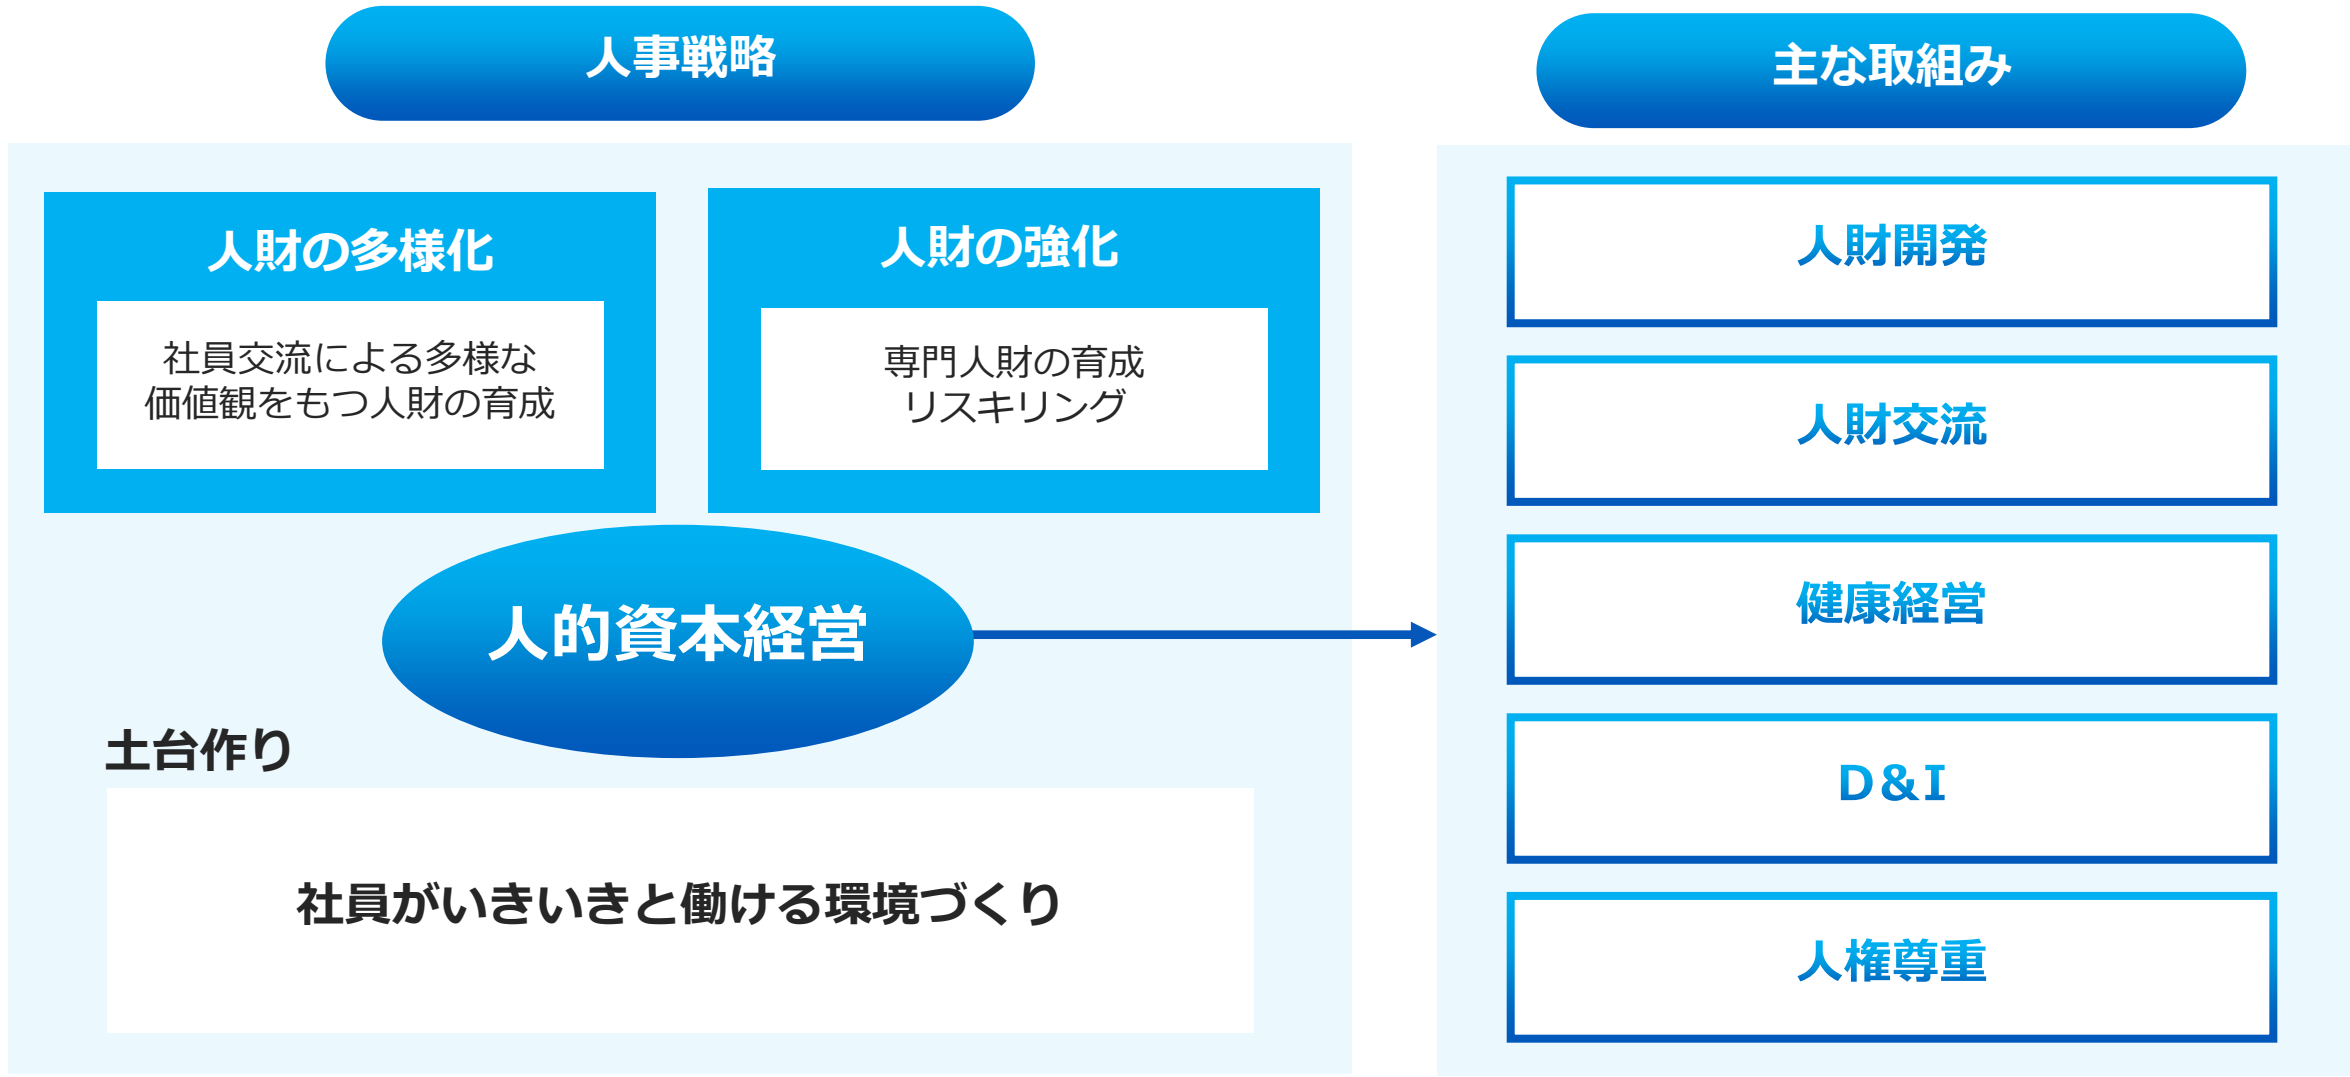 人事戦略
人財の多様化
社員交流による多様な
価値観をもつ人財の育成
人財の強化
専門人財の育成
リスキリング
人的資本経営
土台作り
社員がいきいきと働ける環境づくり
主な取組み
人財開発
人財交流
健康経営
D&I
人権尊重